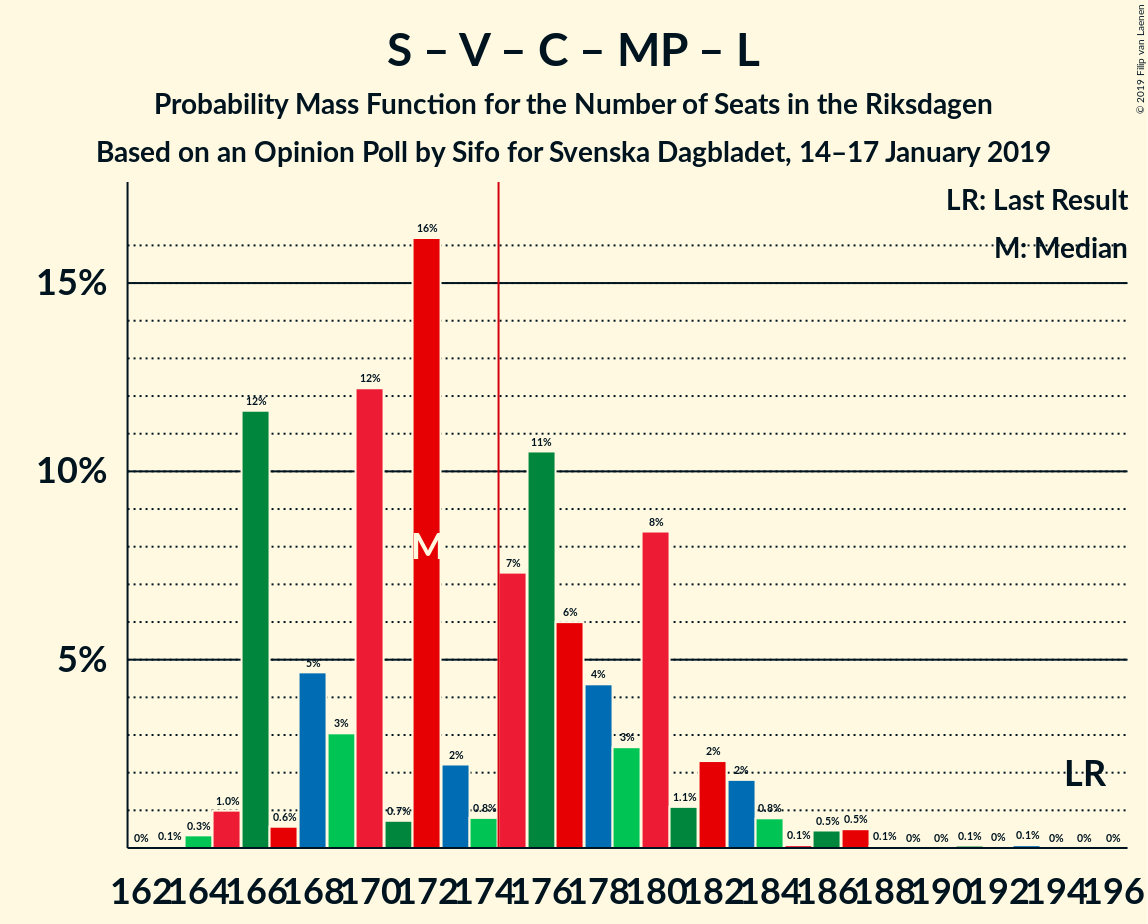 S – V – C – MP – L
Probability Mass Function for the Number of Seats in the Riksdagen
Based on an Opinion Poll by Sifo for Svenska Dagbladet, 14–17 January 2019
© 2019 Filip van Laenen
LR: Last Result
M: Median
15%
10%
5%
0% 0.1% 0.3% 1.0% 12% 0.6% 5% 3% 12% 0.7% 16% 2% 0.8% 7% 11% 6% 4% 3% 8% 1.1% 2% 2% 0.8% 0.1% 0.5% 0.5% 0.1% 0% 0% 0.1% 0% 0.1% 0% 0% 0%
M
LR
162 164 166 168 170 172 174 176 178 180 182 184 186 188 190 192 194 196